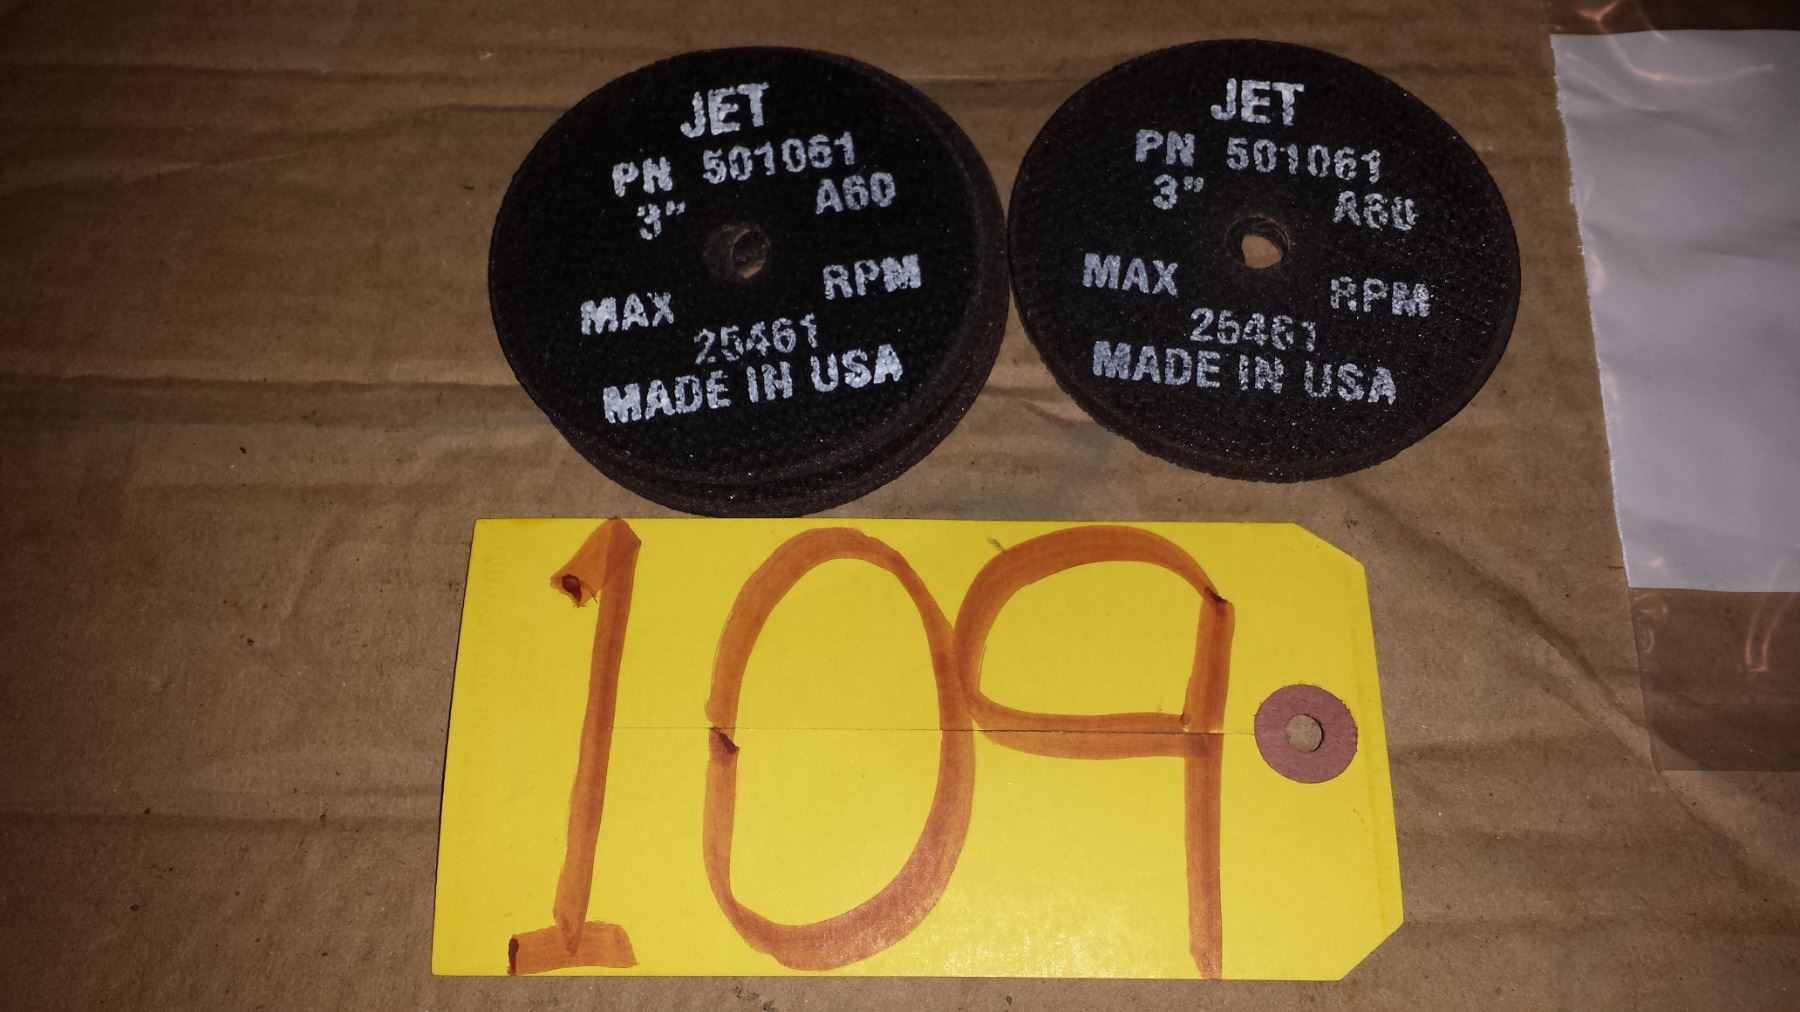 JET
PN 501061
3" A60
MAX RPM
25461
MADE IN USA
JET
PN 501061
3" A60
MAX RPM
25461
MADE IN USA
109